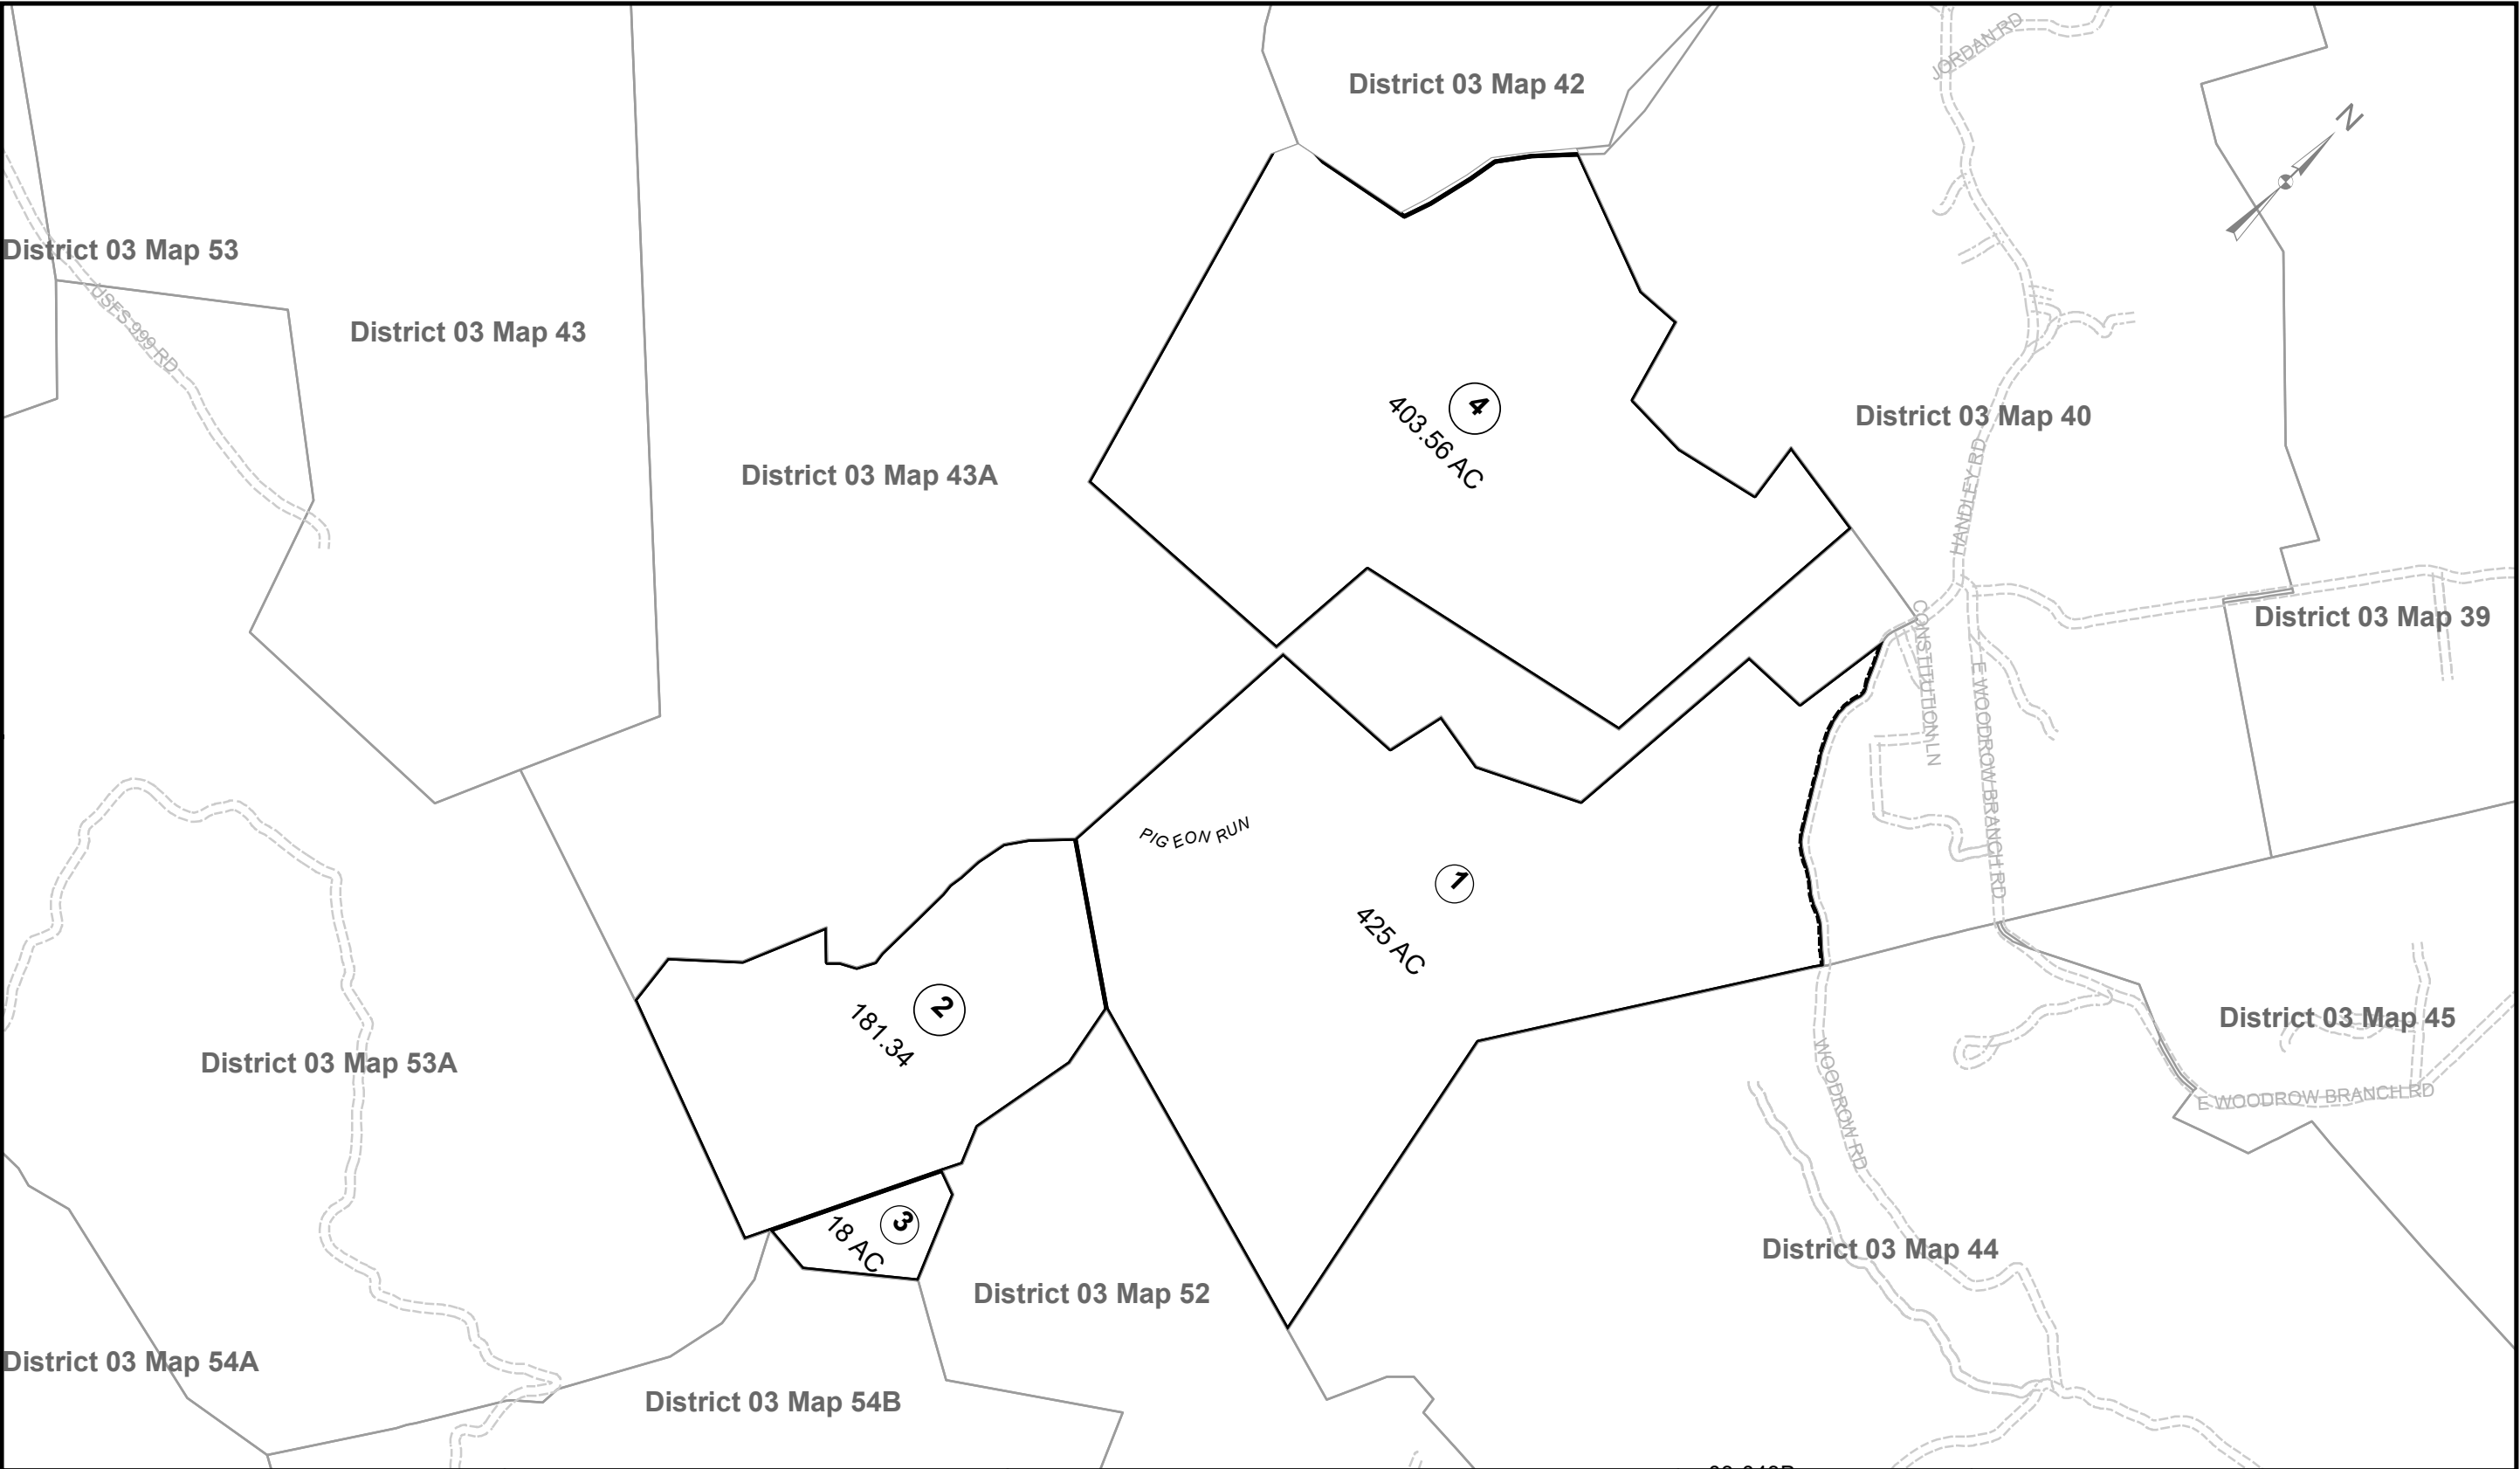 JORDAN RD
District 03 Map 42
N
District 03 Map 53
USES 999 RD
District 03 Map 43
4
403.56 AC
District 03 Map 40
District 03 Map 43A
HANDLEY RD
District 03 Map 39
CONSTITUTION LN
E WOODROW BRANCH RD
PIGEON RUN
1
425 AC
2
181.34
District 03 Map 45
District 03 Map 53A
WOODROW RD
E WOODROW BRANCH RD
3
18 AC
District 03 Map 44
District 03 Map 52
District 03 Map 54A
District 03 Map 54B